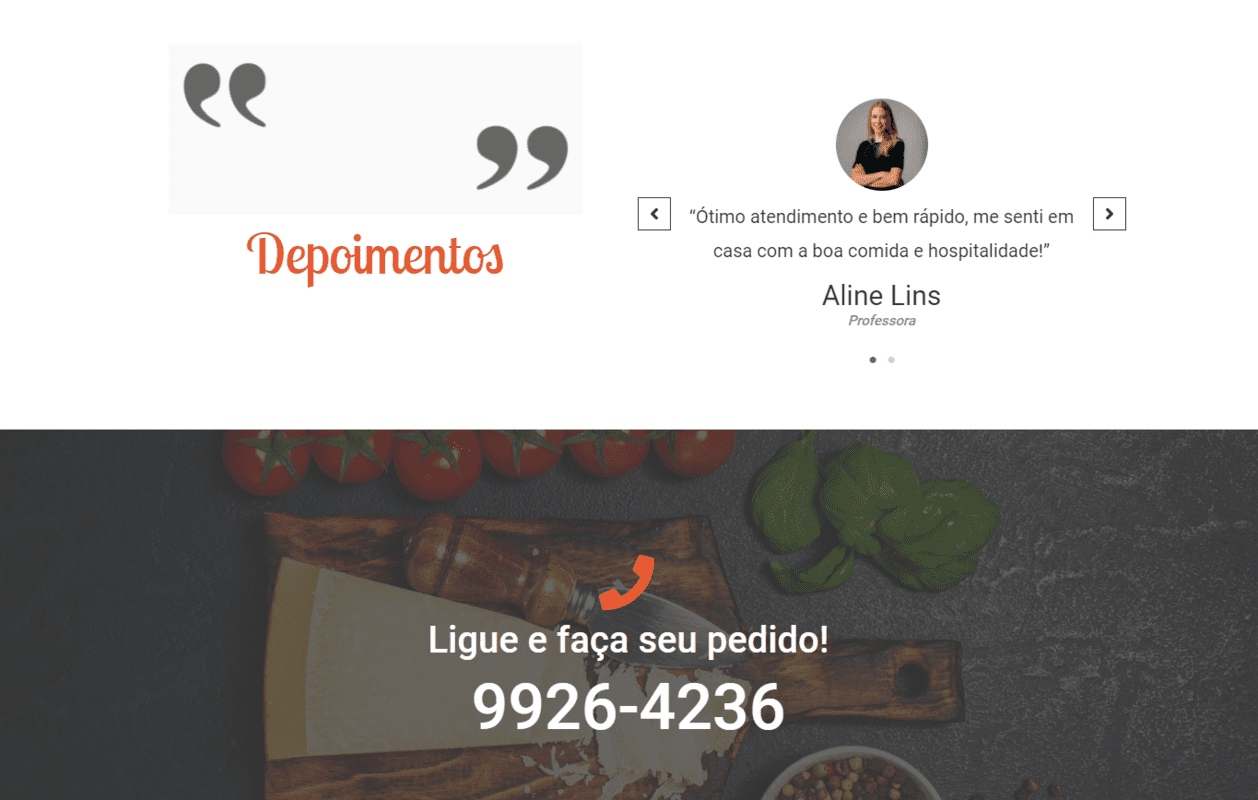 Depoimentos
“Ótimo atendimento e bem rápido, me senti em
casa com a boa comida e hospitalidade!”
Aline Lins
Professora
Ligue e faça seu pedido!
9926-4236